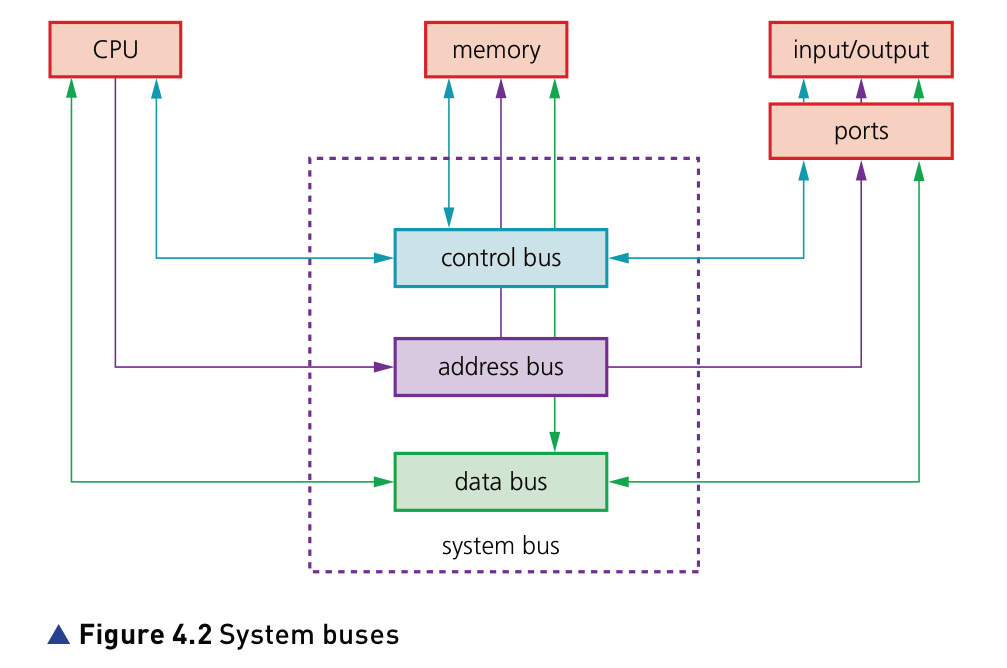 CPU
memory
input/output
ports
control bus
address bus
data bus
system bus
▲ Figure 4.2 System buses